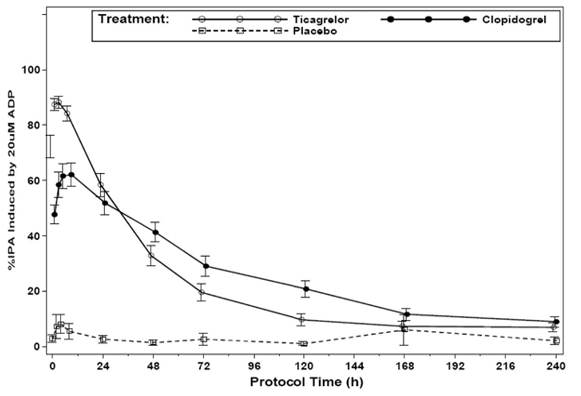 Treatment: Ticagrelor Clopidogrel
Placebo
100
80
60
40
20
0
%IPA Induced by 20uM ADP
0 24 48 72 96 120 144 168 192 216 240
Protocol Time (h)